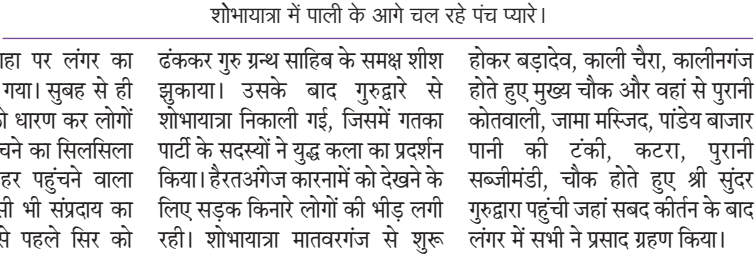 शोभायात्रा में पाली के आगे चल रहे पंच प्यारे।
पर लंगर का
गया। सुबह से ही
धारण कर लोगों
का सिलसिला
पहुंचने वाला
भी संप्रदाय का
पहले सिर को
ढंककर गुरु ग्रन्थ साहिब के समक्ष शीश
झुकाया। उसके बाद गुरुद्वारे से
शोभायात्रा निकाली गई, जिसमें गतका
पार्टी के सदस्यों ने युद्ध कला का प्रदर्शन
किया। हैरतअंगेज कारनामें को देखने के
लिए सड़क किनारे लोगों की भीड़ लगी
रही। शोभायात्रा मातवरगंज से शुरू
होकर बड़ादेव, काली चैरा, कालीनगंज
होते हुए मुख्य चौक और वहां से पुरानी
कोतवाली, जामा मस्जिद, पांडेय बाजार
पानी की टंकी, कटरा, पुरानी
सब्जीमंडी, चौक होते हुए श्री सुंदर
गुरुद्वारा पहुंची जहां सबद कीर्तन के बाद
लंगर में सभी ने प्रसाद ग्रहण किया।